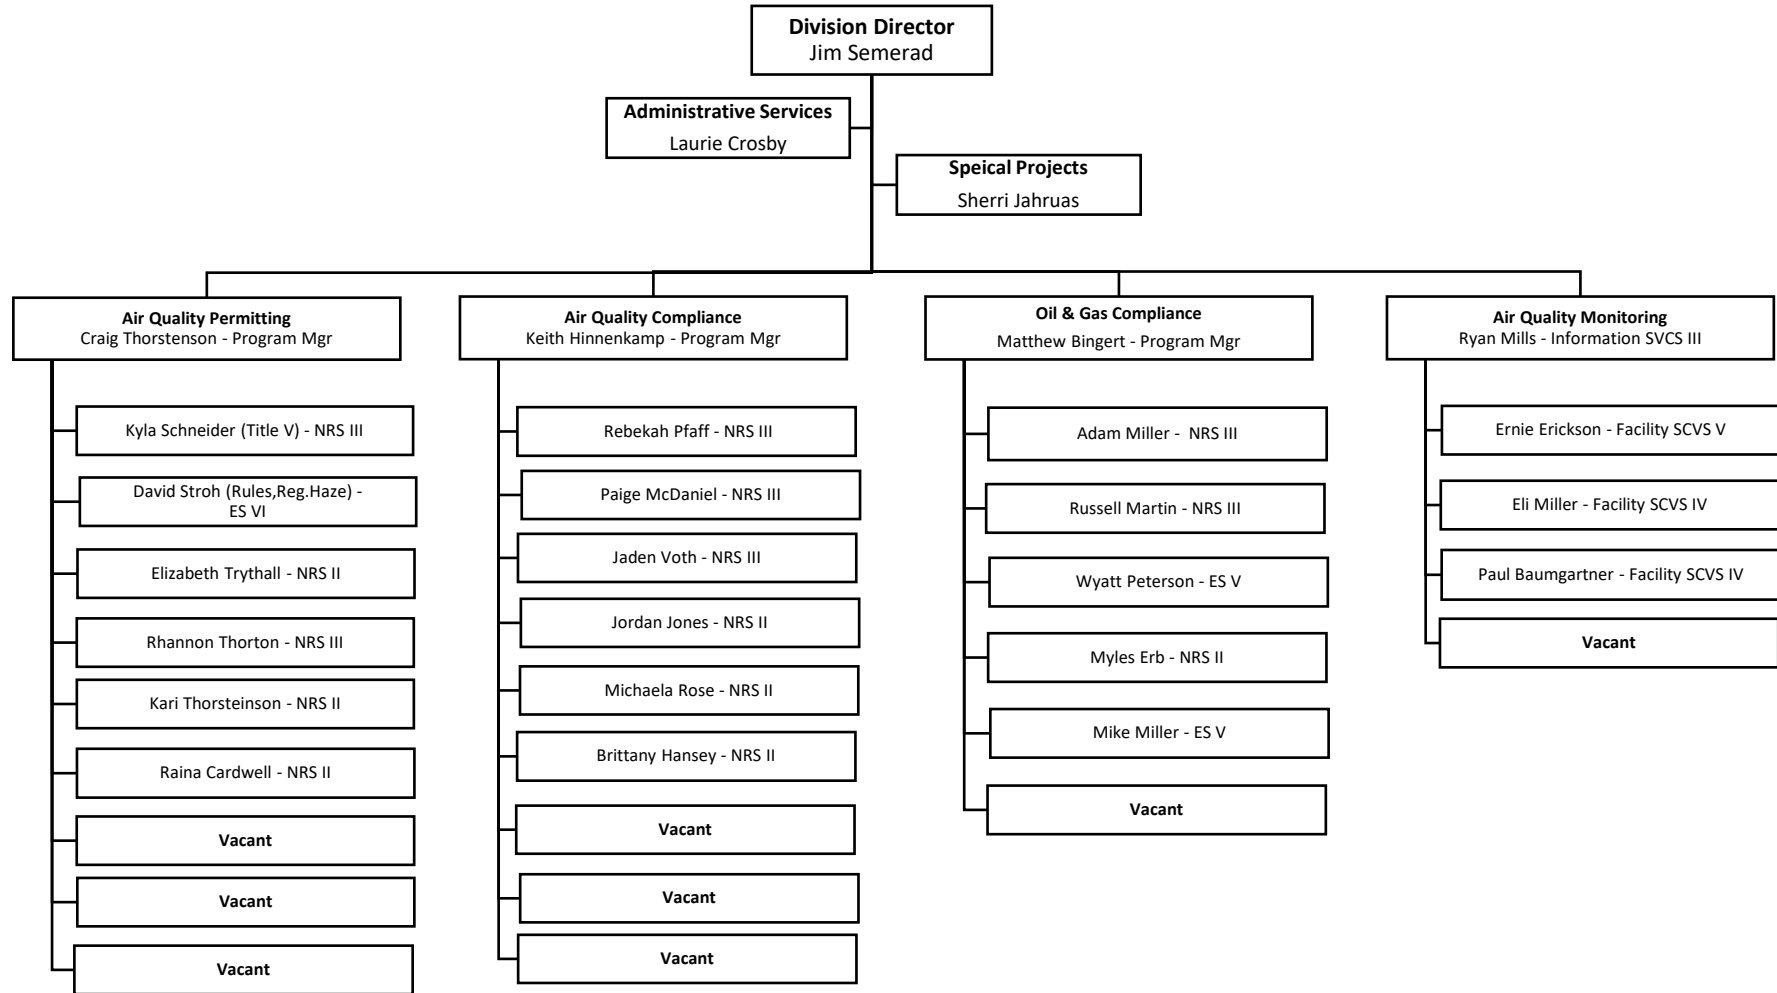 Division Director
Jim Semerad
Administrative Services
Laurie Crosby
Speical Projects
Sherri Jahruas
Air Quality Permitting
Craig Thorstenson - Program Mgr
Kyla Schneider (Title V) - NRS III
David Stroh (Rules,Reg.Haze) -
ES VI
Elizabeth Trythall - NRS II
Rhannon Thorton - NRS III
Kari Thorsteinson - NRS II
Raina Cardwell - NRS II
Vacant
Vacant
Vacant
Air Quality Compliance
Keith Hinnenkamp - Program Mgr
Rebekah Pfaff - NRS III
Paige McDaniel - NRS III
Jaden Voth - NRS III
Jordan Jones - NRS II
Michaela Rose - NRS II
Brittany Hansey - NRS II
Vacant
Vacant
Vacant
Oil & Gas Compliance
Matthew Bingert - Program Mgr
Adam Miller - NRS III
Russell Martin - NRS III
Wyatt Peterson - ES V
Myles Erb - NRS II
Mike Miller - ES V
Vacant
Air Quality Monitoring
Ryan Mills - Information SVCS III
Ernie Erickson - Facility SCVS V
Eli Miller - Facility SCVS IV
Paul Baumgartner - Facility SCVS IV
Vacant